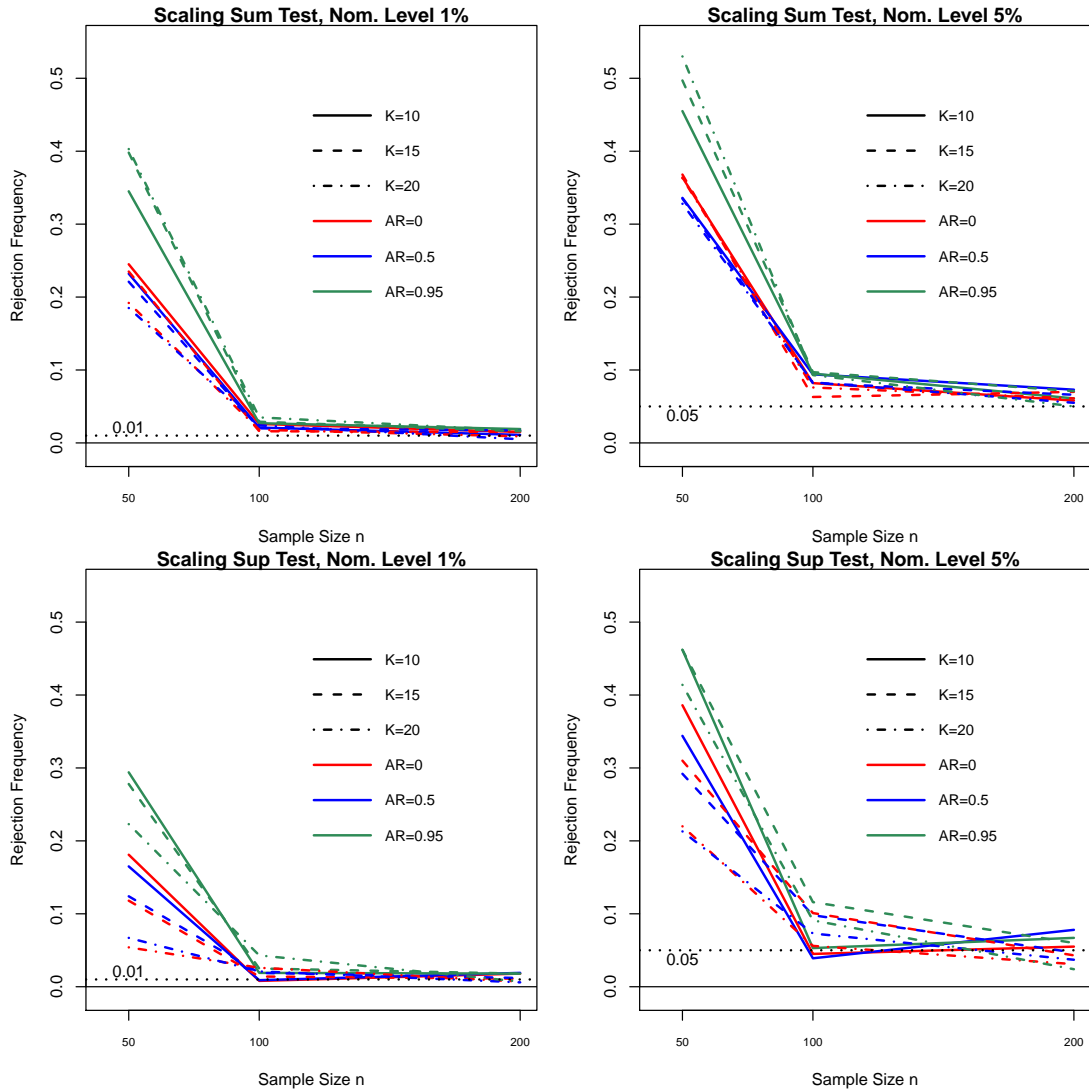 Scaling Sum Test, Nom. Level 1%
Rejection Frequency
0.5
0.4
0.3
0.2
0.1
0.0
K=10
K=15
K=20
AR=0
AR=0.5
AR=0.95
0.01
50
100
200
Sample Size n
Scaling Sum Test, Nom. Level 5%
Rejection Frequency
0.5
0.4
0.3
0.2
0.1
0.0
K=10
K=15
K=20
AR=0
AR=0.5
AR=0.95
0.05
50
100
200
Sample Size n
Scaling Sup Test, Nom. Level 1%
Rejection Frequency
0.5
0.4
0.3
0.2
0.1
0.0
K=10
K=15
K=20
AR=0
AR=0.5
AR=0.95
0.01
50
100
200
Sample Size n
Scaling Sup Test, Nom. Level 5%
Rejection Frequency
0.5
0.4
0.3
0.2
0.1
0.0
K=10
K=15
K=20
AR=0
AR=0.5
AR=0.95
0.05
50
100
200
Sample Size n